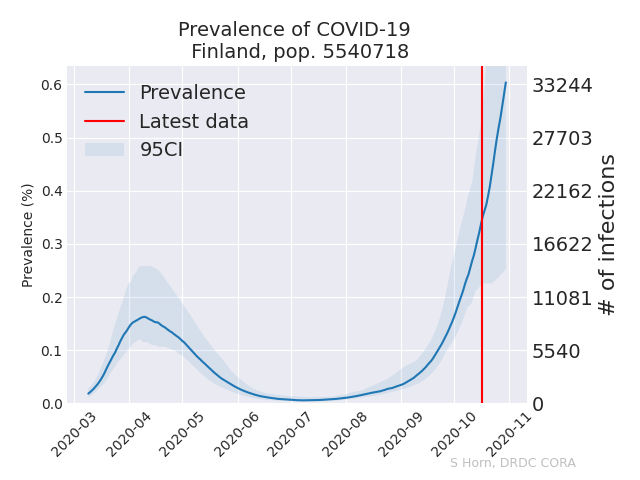 Prevalence of COVID-19
Finland, pop. 5540718
Prevalence
Latest data
95CI
Prevalence (%)
0.6
0.5
0.4
0.3
0.2
0.1
0.0
33244
27703
22162
16622
11081
5540
0
# of infections
2020-03
2020-04
2020-05
2020-06
2020-07
2020-08
2020-09
2020-10
2020-11
S Horn, DRDC CORA